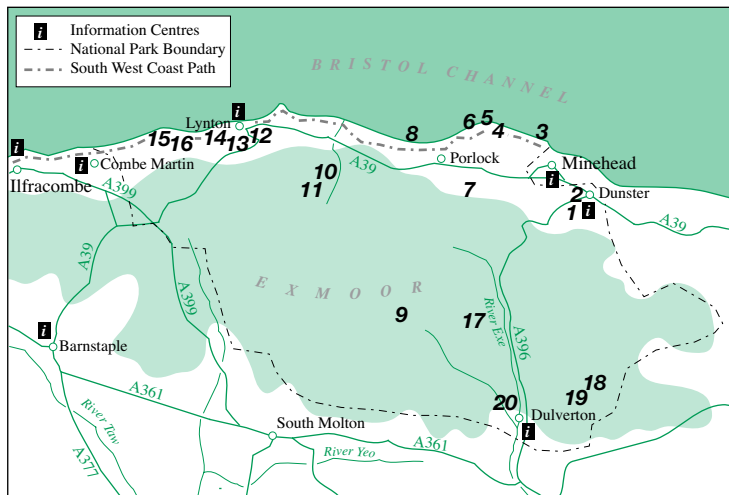 i Information Centres
National Park Boundary
South West Coast Path
BRISTOL CHANNEL
i
Lynton
6 5
4 3
8
15 16 14 13 12
i
i Combe Martin
Ilfracombe
A399
10
11
A39
Porlock
7
Minehead
i
2 Dunster
1 i
A39
A39
A399
EXMOOR
9
17
River Exe
A396
i
Barnstaple
A361
River Taw
A377
South Molton
River Yeo
A361
18
19
20 Dulverton
i